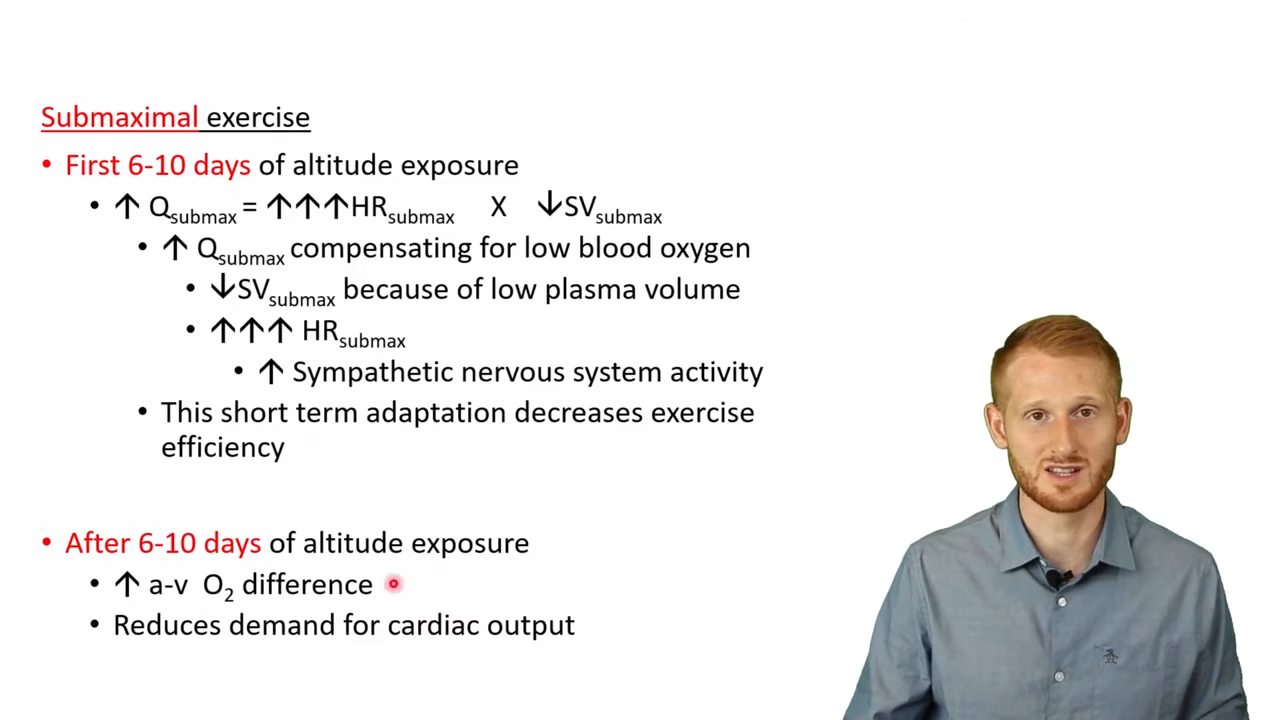 Submaximal exercise
• First 6-10 days of altitude exposure
• ↑ Qsubmax = ↑↑↑HRsubmax X ↓SVsubmax
• ↑ Qsubmax compensating for low blood oxygen
• ↓SVsubmax because of low plasma volume
• ↑↑↑ HRsubmax
• ↑ Sympathetic nervous system activity
• This short term adaptation decreases exercise
efficiency
• After 6-10 days of altitude exposure
• ↑ a-v O2 difference
• Reduces demand for cardiac output